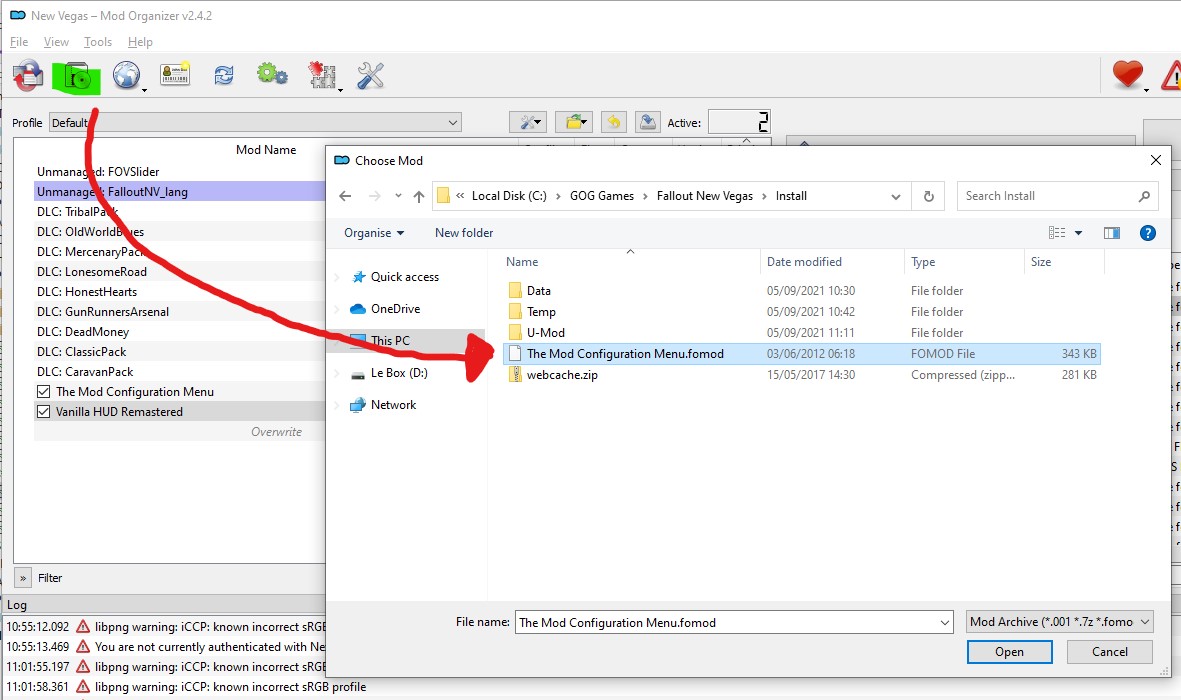 New Vegas – Mod Organizer v2.4.2
File View Tools Help
Profile Default Active: 2
Mod Name
Unmanaged: FOVSlider
Unmanaged: FalloutNV_lang
DLC: TribalPack
DLC: OldWorldBlues
DLC: MercenaryPack
DLC: LonesomeRoad
DLC: HonestHearts
DLC: GunRunnersArsenal
DLC: DeadMoney
DLC: ClassicPack
DLC: CaravanPack
The Mod Configuration Menu
Vanilla HUD Remastered
Overwrite
» Filter
Log
10:55:12.092 libpng warning: iCCP: known incorrect sRGB
10:55:13.469 You are not currently authenticated with Ne
11:01:55.197 libpng warning: iCCP: known incorrect sRGB
11:01:58.361 libpng warning: iCCP: known incorrect sRGB profile
Choose Mod
« Local Disk (C:) › GOG Games › Fallout New Vegas › Install
Search Install
Organise New folder
Quick access
OneDrive
This PC
Le Box (D:)
Network
Name Date modified Type Size
Data 05/09/2021 10:30 File folder
Temp 05/09/2021 10:42 File folder
U-Mod 05/09/2021 11:11 File folder
The Mod Configuration Menu.fomod 03/06/2012 06:18 FOMOD File 343 KB
webcache.zip 15/05/2017 14:30 Compressed (zipp... 281 KB
File name: The Mod Configuration Menu.fomod Mod Archive (*.001 *.7z *.fomo
Open Cancel